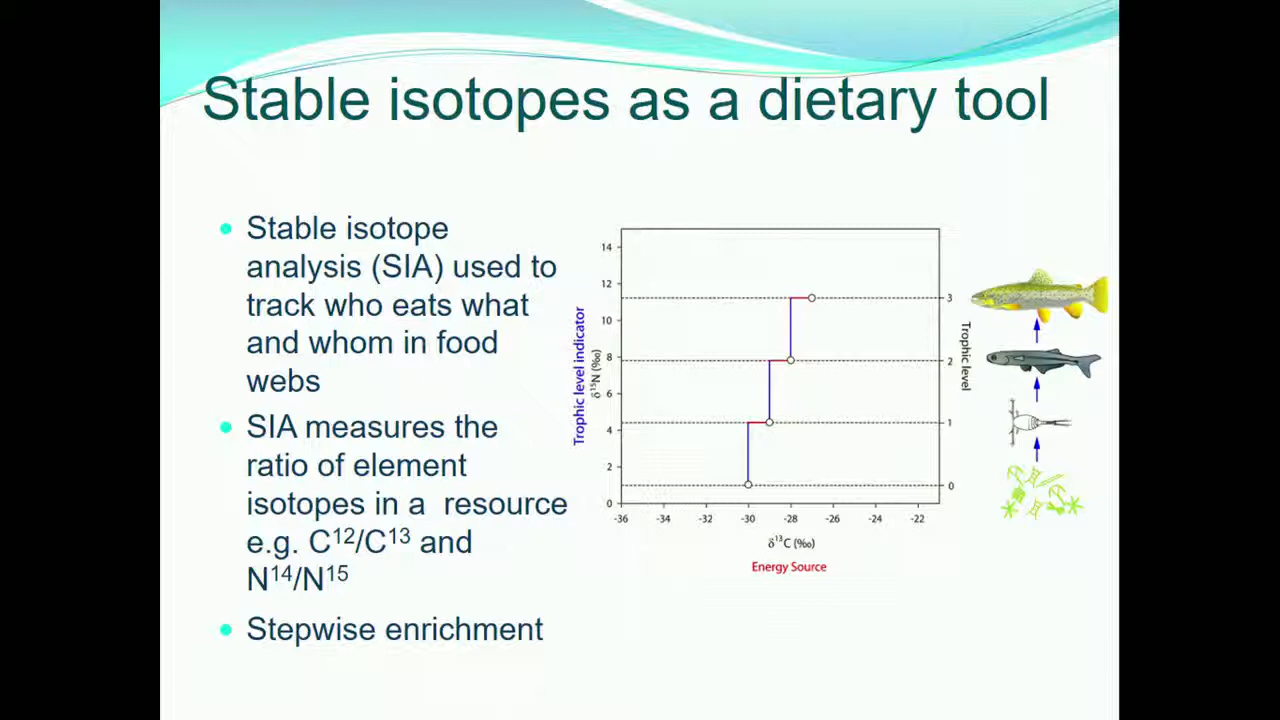 Stable isotopes as a dietary tool
Stable isotope
analysis (SIA) used to
track who eats what
and whom in food
webs
SIA measures the
ratio of element
isotopes in a resource
e.g. C¹²/C¹³ and
N¹⁴/N¹⁵
Stepwise enrichment
Trophic level indicator
δ¹⁵N (‰)
14
12
10
8
6
4
2
0
-36 -34 -32 -30 -28 -26 -24 -22
δ¹³C (‰)
Energy Source
3
2
1
0
Trophic level